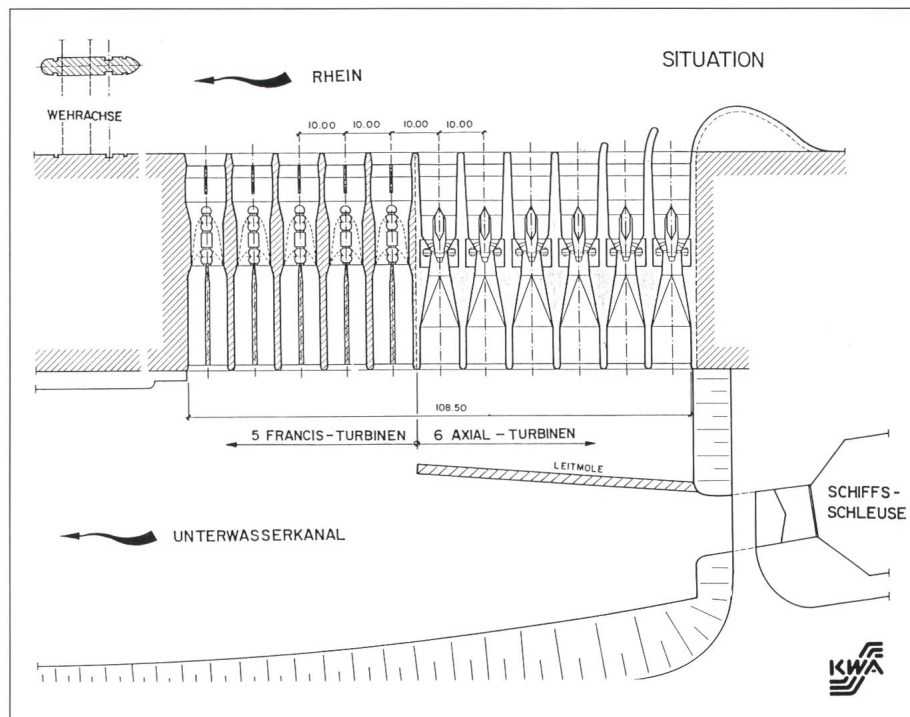 SITUATION
RHEIN
WEHRACHSE
10.00 10.00 10.00 10.00
108.50
5 FRANCIS-TURBINEN 6 AXIAL-TURBINEN
LEITMOLE
SCHIFFS-
SCHLEUSE
UNTERWASSERKANAL
KWA